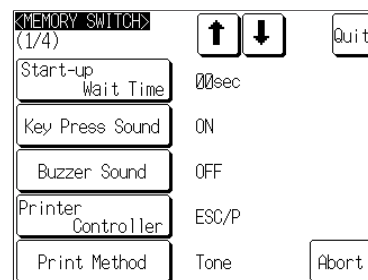 <MEMORY SWITCH>
(1/4)
Quit
Start-up
Wait Time
00sec
Key Press Sound
ON
Buzzer Sound
OFF
Printer
Controller
ESC/P
Print Method
Tone
Abort